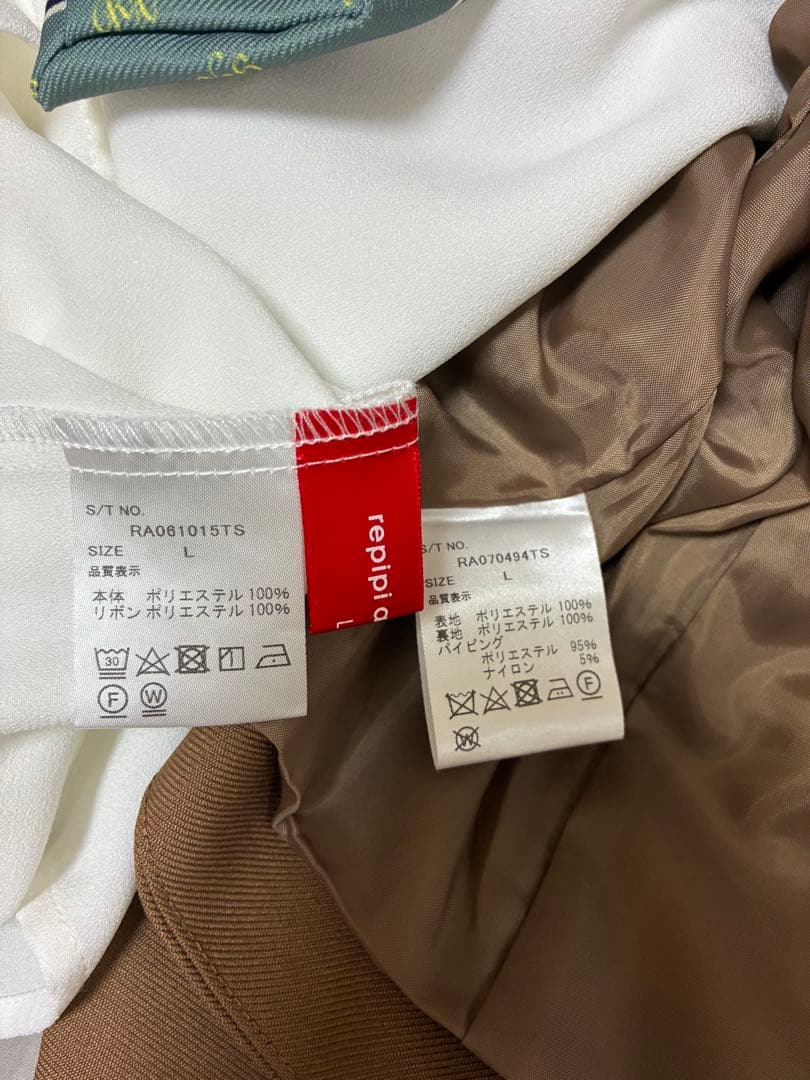 S/T NO.
RA061015TS
SIZE L
品質表示
本体 ポリエステル 100%
リボン ポリエステル 100%
30
F W
repipi a
L
S/T NO.
RA070494TS
SIZE L
品質表示
表地 ポリエステル 100%
裏地 ポリエステル 100%
パイピング
ポリエステル 95%
ナイロン 5%
F
W